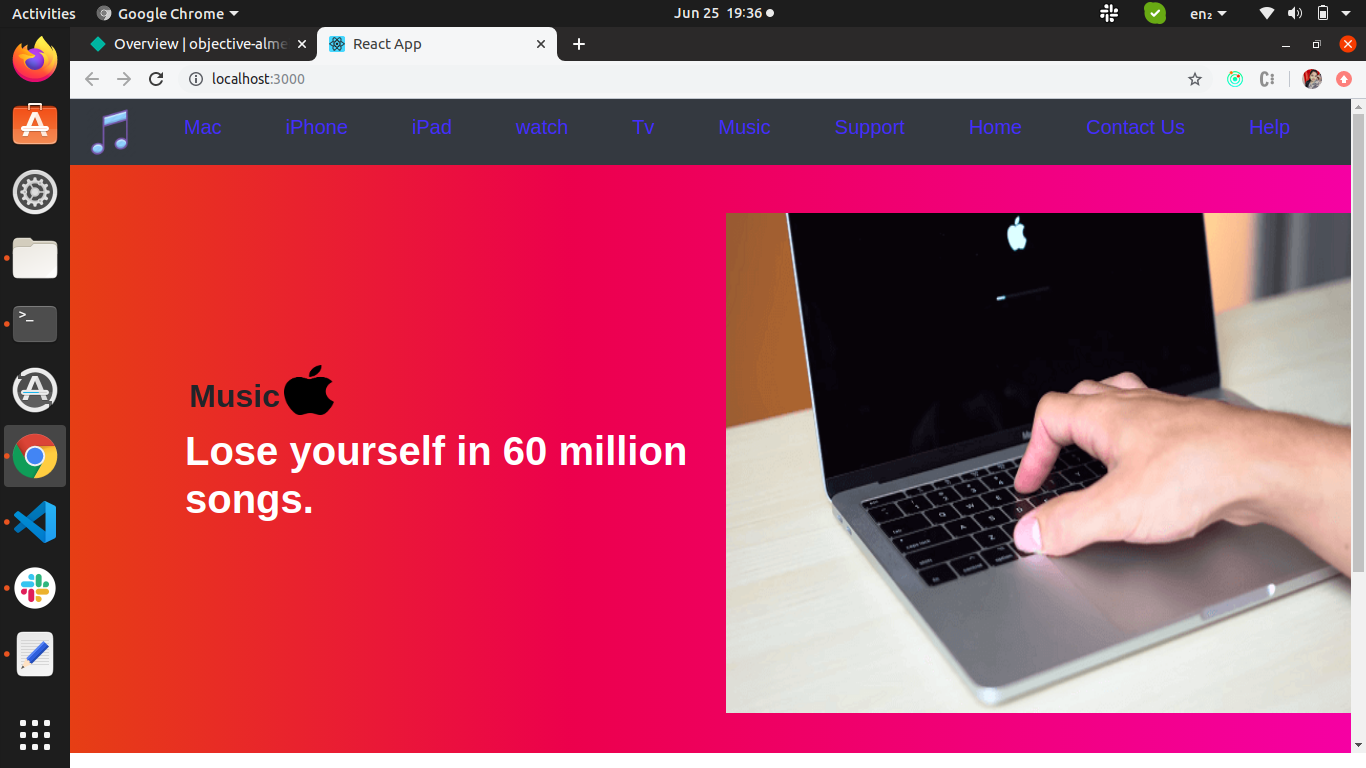 Activities Google Chrome Jun 25 19:36 en₂
Overview | objective-alme React App
localhost:3000
Mac iPhone iPad watch Tv Music Support Home Contact Us Help
Music
Lose yourself in 60 million
songs.